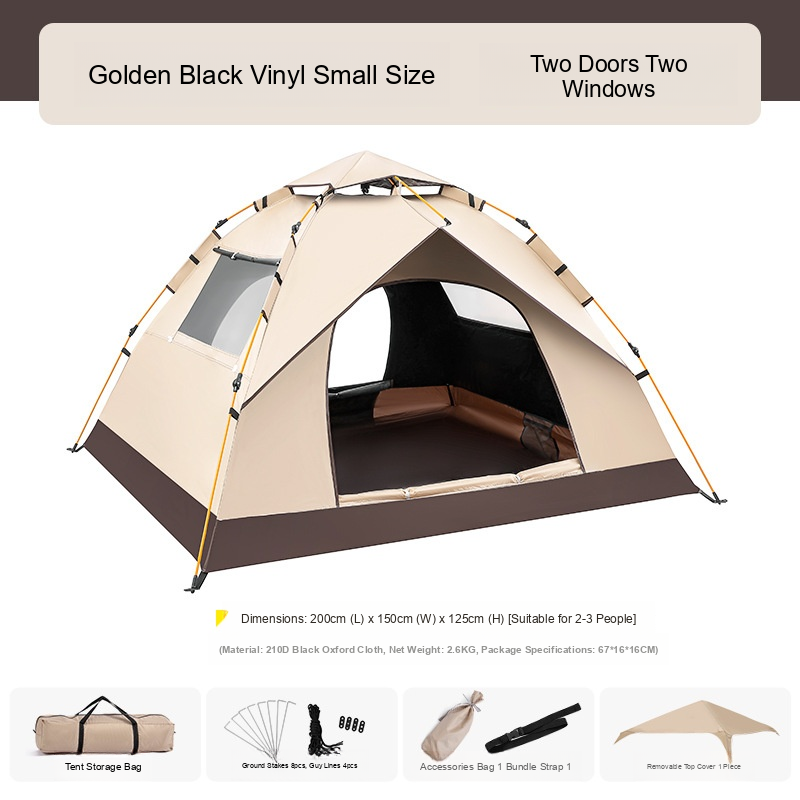 Golden Black Vinyl Small Size
Two Doors Two
Windows
Dimensions: 200cm (L) x 150cm (W) x 125cm (H) [Suitable for 2-3 People]
(Material: 210D Black Oxford Cloth, Net Weight: 2.6KG, Package Specifications: 67*16*16CM)
Tent Storage Bag
Ground Stakes 8pcs, Guy Lines 4pcs
Accessories Bag 1 Bundle Strap 1
Removable Top Cover 1 Piece